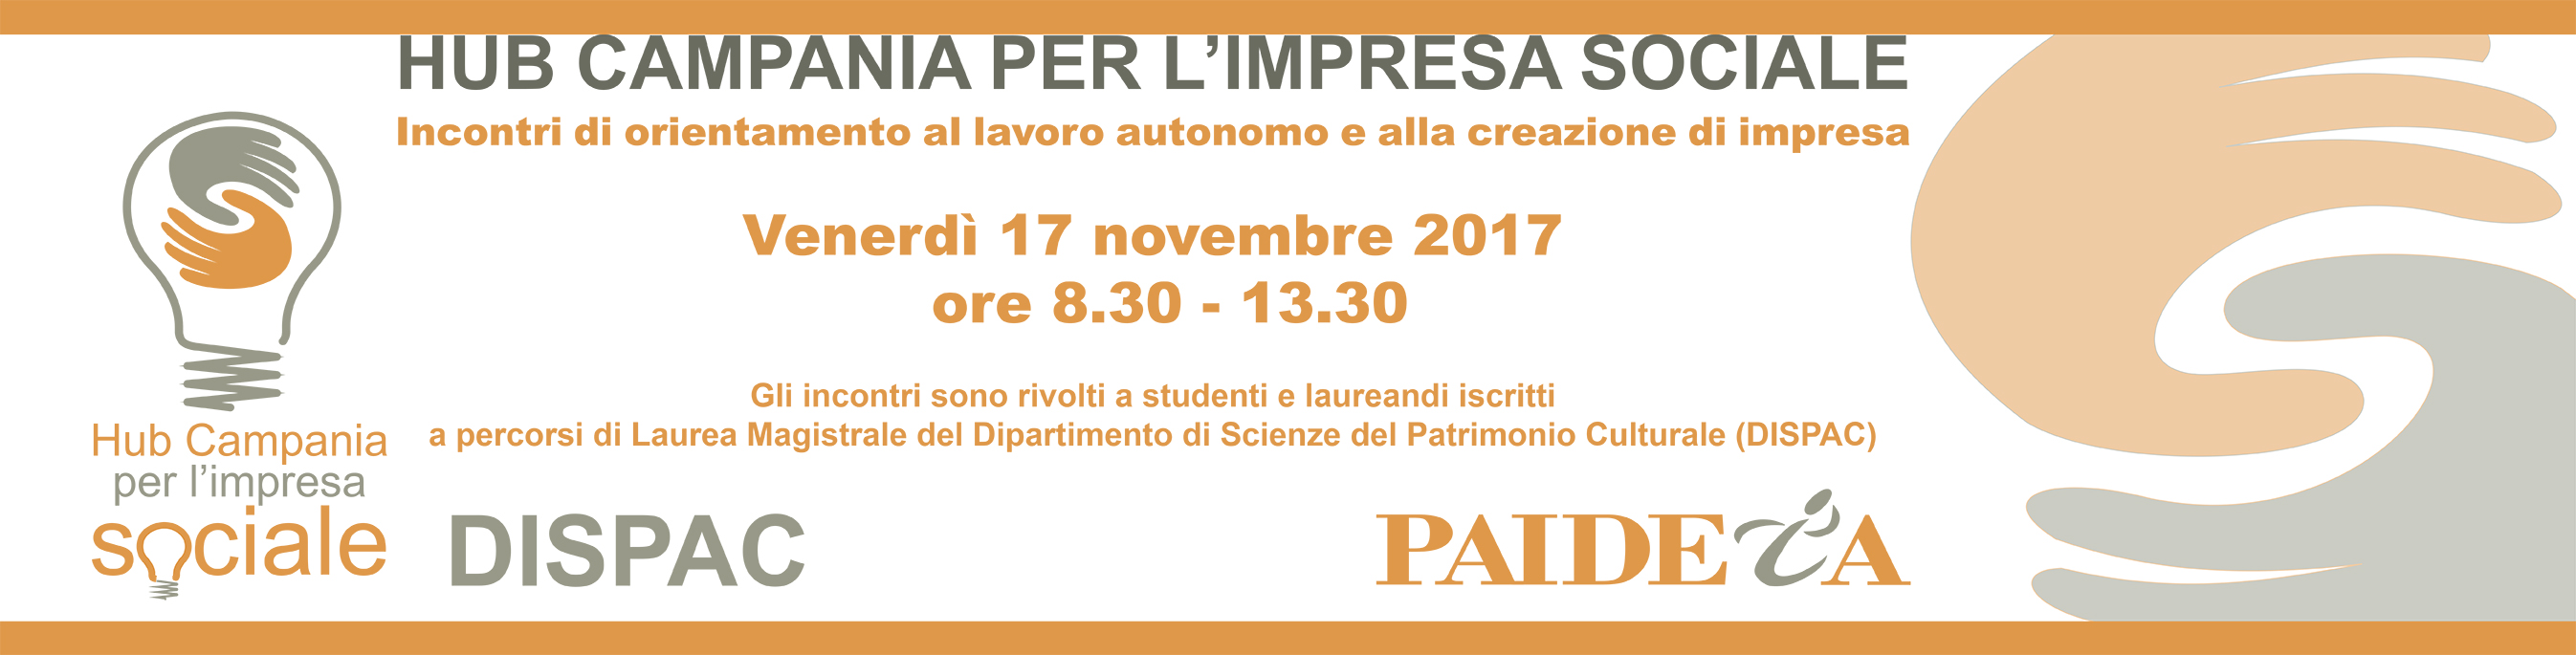 HUB CAMPANIA PER L'IMPRESA SOCIALE
Incontri di orientamento al lavoro autonomo e alla creazione di impresa
Venerdì 17 novembre 2017
ore 8.30 - 13.30
Gli incontri sono rivolti a studenti e laureandi iscritti
a percorsi di Laurea Magistrale del Dipartimento di Scienze del Patrimonio Culturale (DISPAC)
Hub Campania
per l'impresa
sociale
DISPAC
PAIDEiA